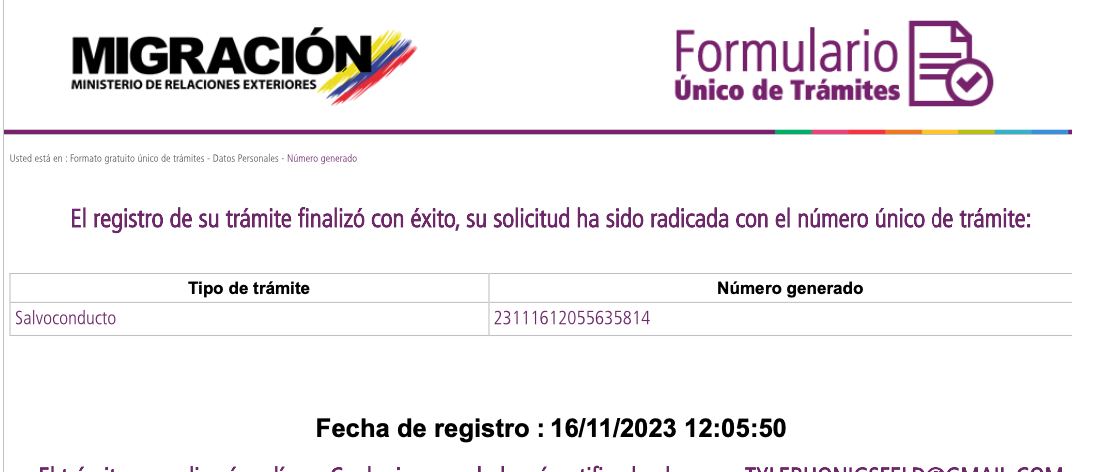 MIGRACIÓN
MINISTERIO DE RELACIONES EXTERIORES
Formulario
Único de Trámites
Usted está en : Formato gratuito único de trámites - Datos Personales - Número generado
El registro de su trámite finalizó con éxito, su solicitud ha sido radicada con el número único de trámite:
Tipo de trámite Número generado
Salvoconducto 23111612055635814
Fecha de registro : 16/11/2023 12:05:50